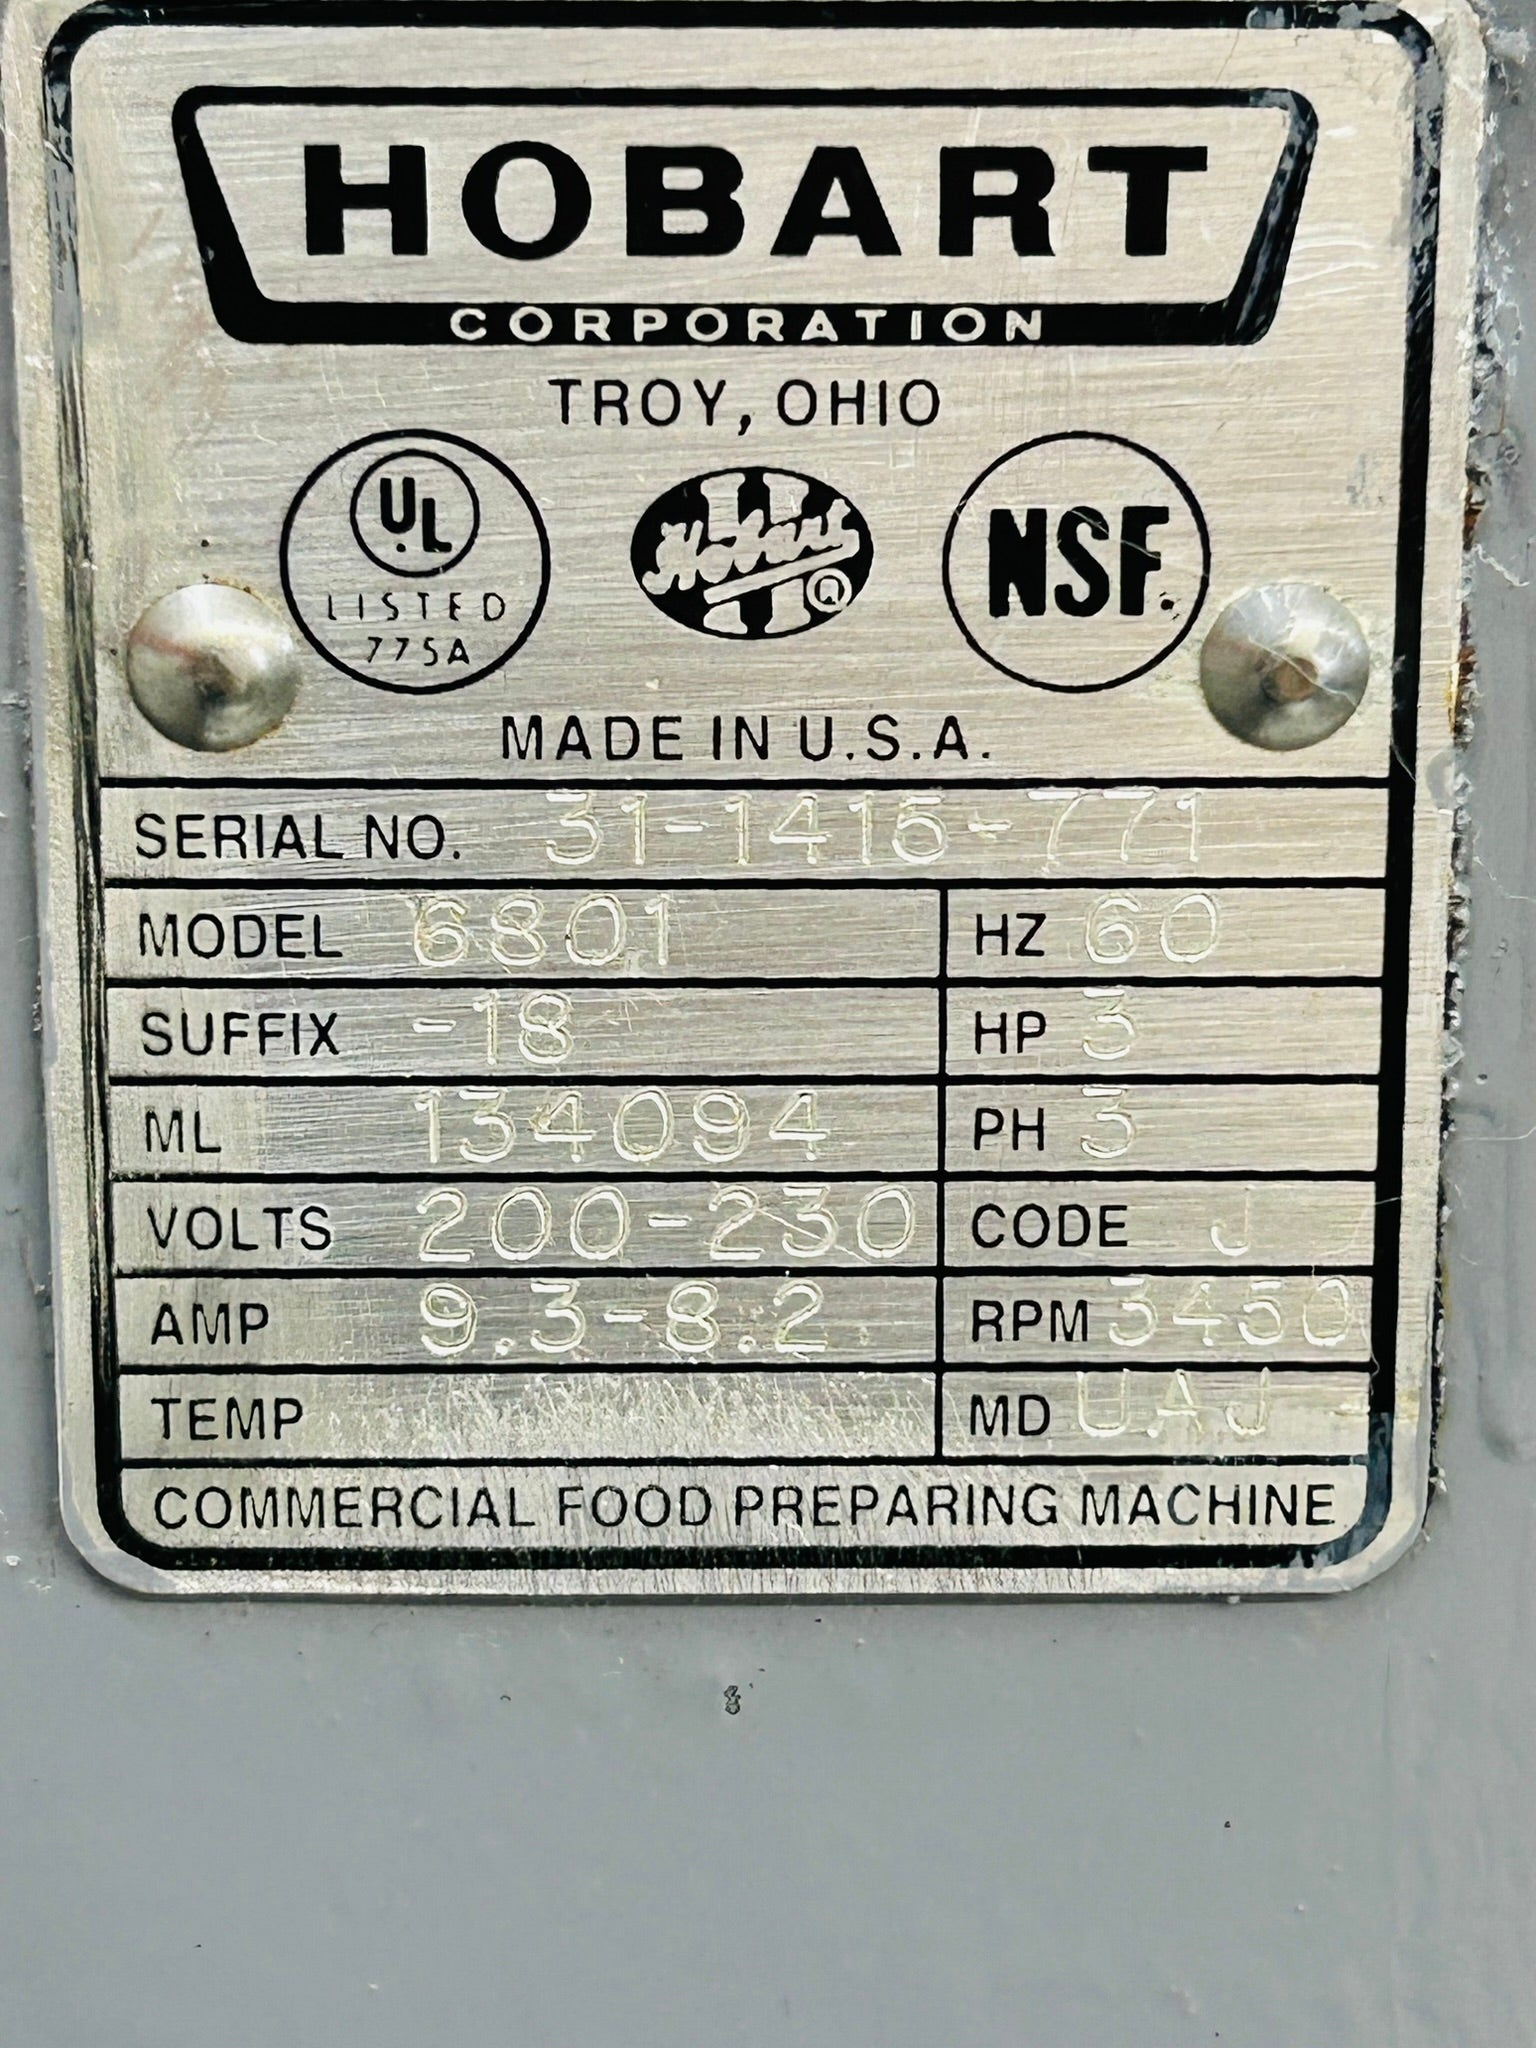 HOBART
CORPORATION
TROY, OHIO
UL
LISTED
775A
Hobart
®
NSF.
MADE IN U.S.A.
SERIAL NO. 31-1415-771
MODEL 6801 HZ 60
SUFFIX -18 HP 3
ML 134094 PH 3
VOLTS 200-230 CODE J
AMP 9.3-8.2 RPM 3450
TEMP MD UAJ
COMMERCIAL FOOD PREPARING MACHINE